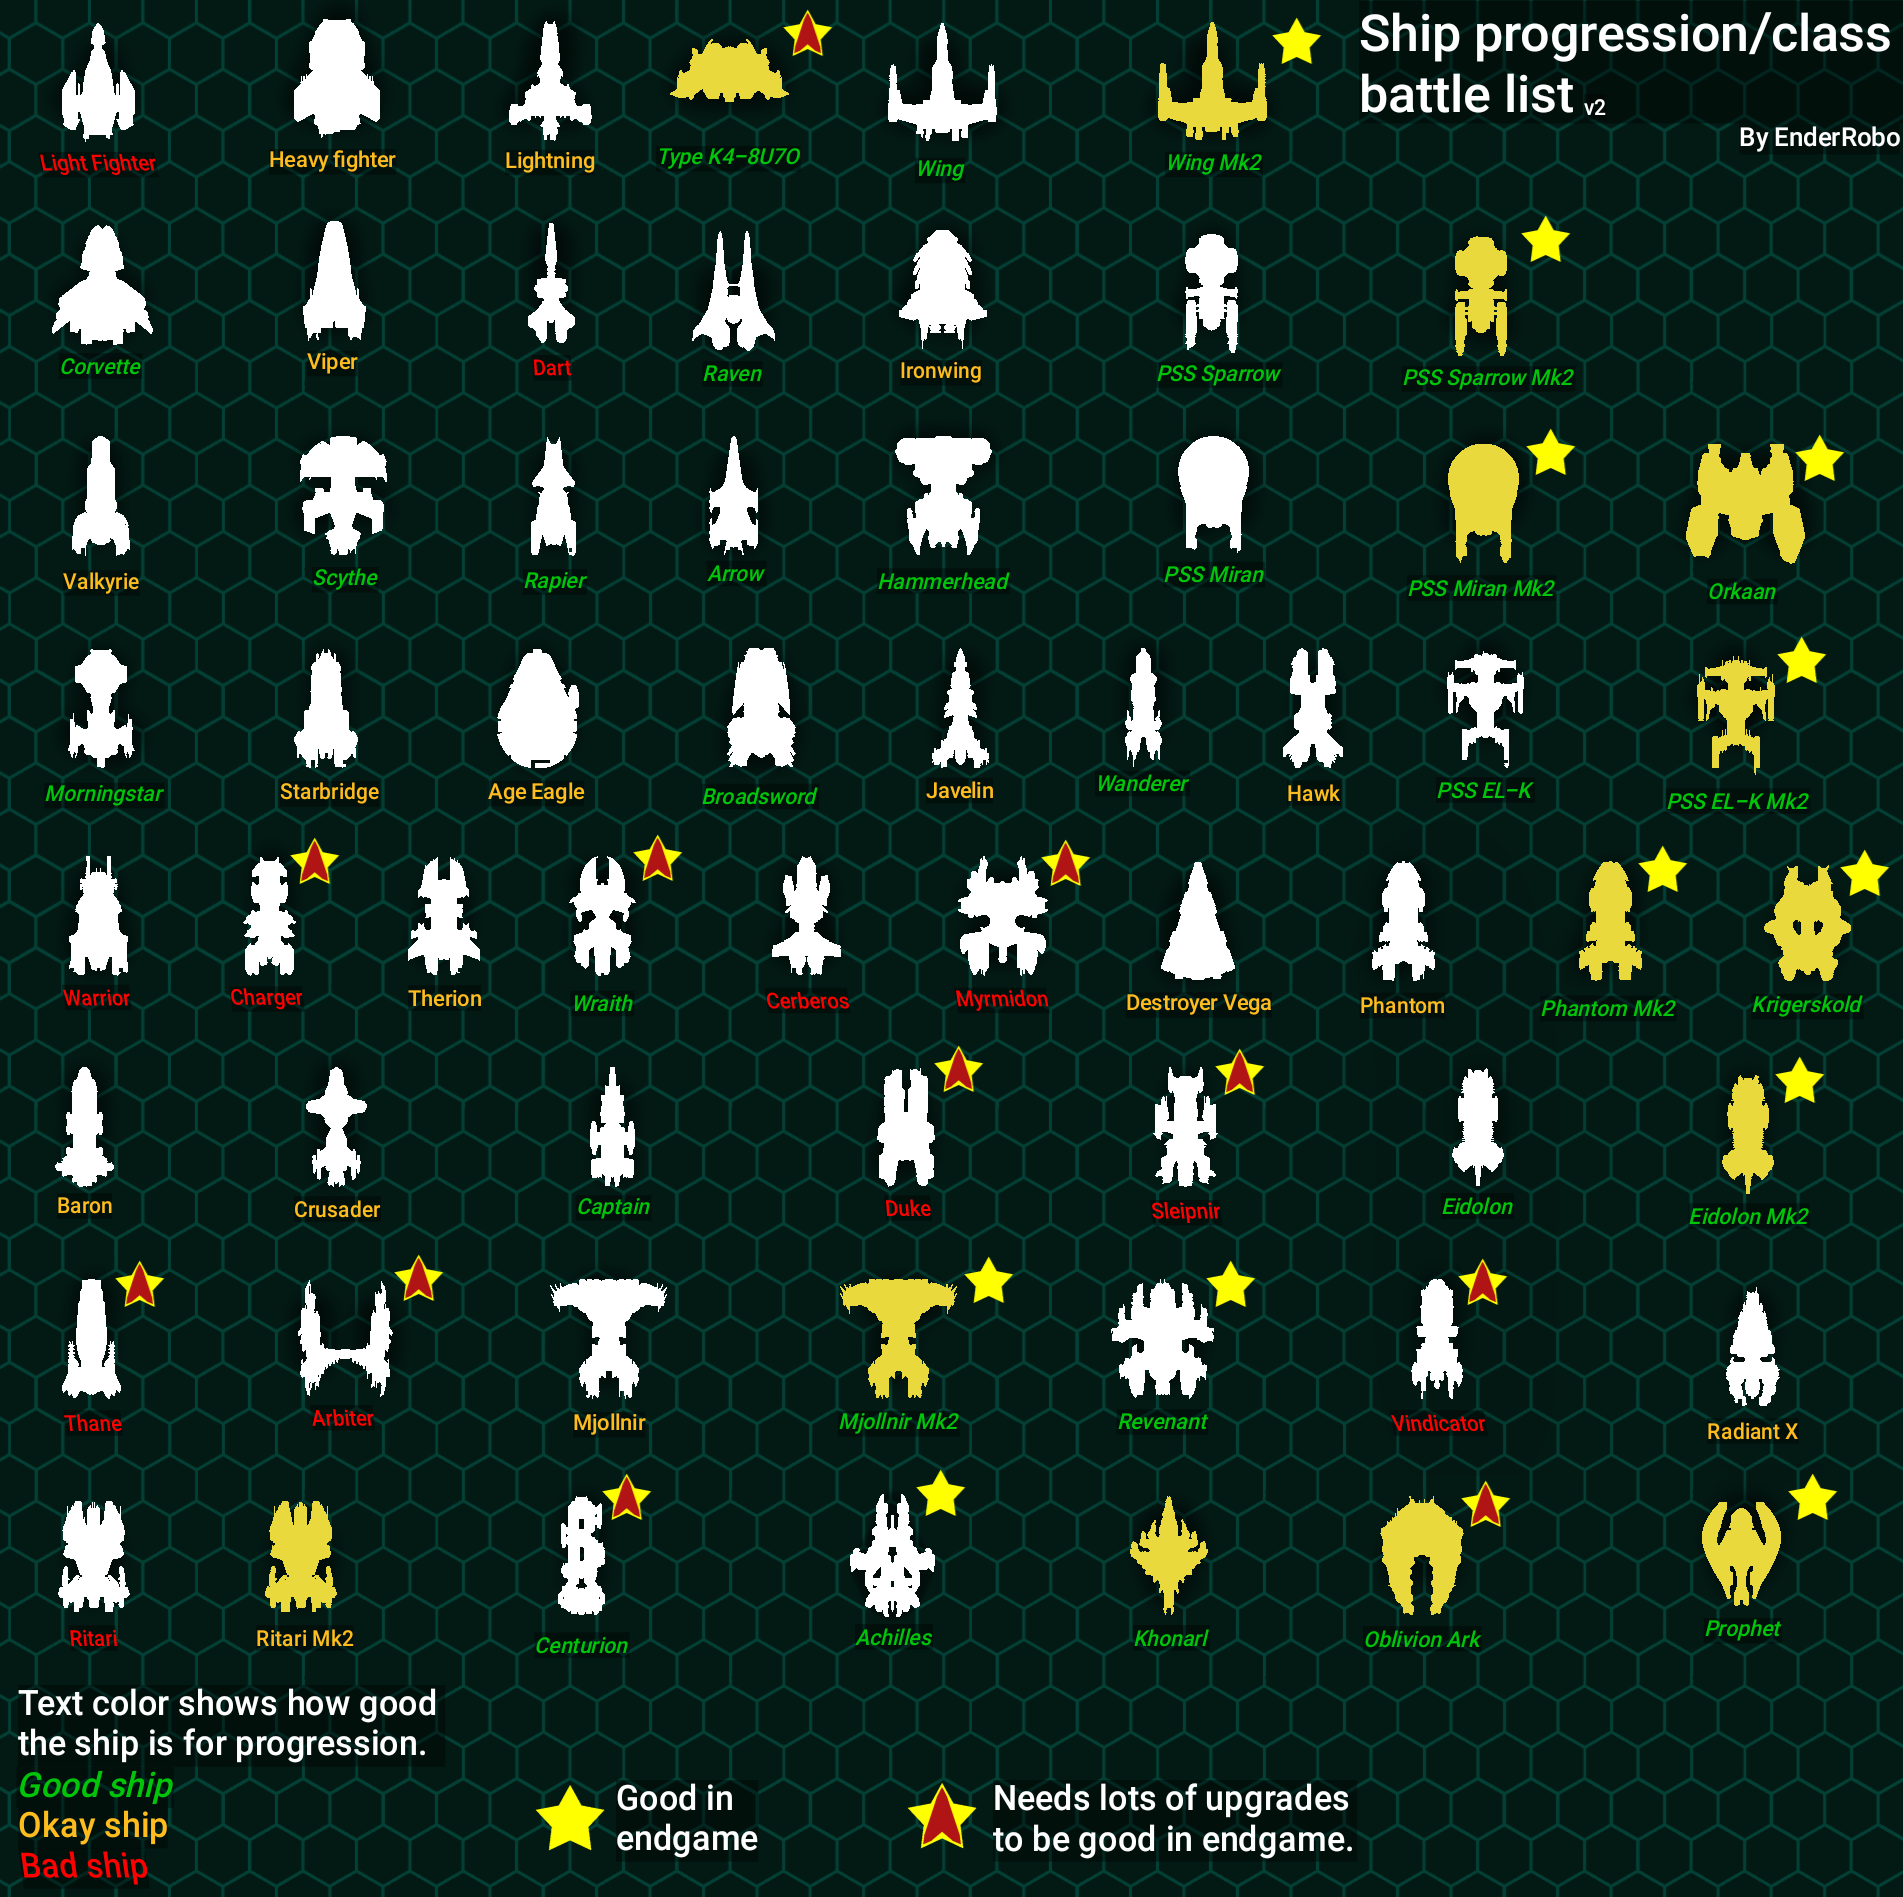 Ship progression/class
battle list v2
By EnderRobo
Light Fighter
Heavy fighter
Lightning
Type K4-8U7O
Wing
Wing Mk2
Corvette
Viper
Dart
Raven
Ironwing
PSS Sparrow
PSS Sparrow Mk2
Valkyrie
Scythe
Rapier
Arrow
Hammerhead
PSS Miran
PSS Miran Mk2
Orkaan
Morningstar
Starbridge
Age Eagle
Broadsword
Javelin
Wanderer
Hawk
PSS EL-K
PSS EL-K Mk2
Warrior
Charger
Therion
Wraith
Cerberos
Myrmidon
Destroyer Vega
Phantom
Phantom Mk2
Krigerskold
Baron
Crusader
Captain
Duke
Sleipnir
Eidolon
Eidolon Mk2
Thane
Arbiter
Mjollnir
Mjollnir Mk2
Revenant
Vindicator
Radiant X
Ritari
Ritari Mk2
Centurion
Achilles
Khonarl
Oblivion Ark
Prophet
Text color shows how good
the ship is for progression.
Good ship
Okay ship
Bad ship
Good in
endgame
Needs lots of upgrades
to be good in endgame.